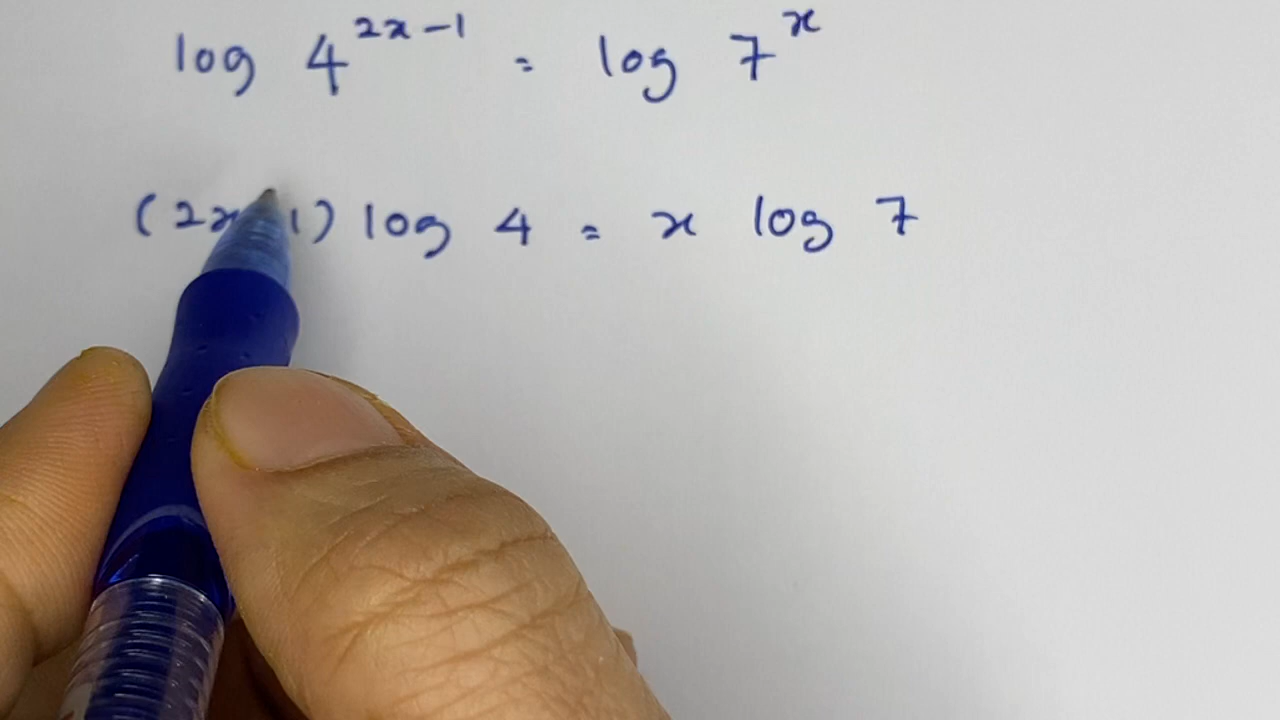 log 4^{2x-1} = log 7^x
(2x 1) log 4 = x log 7